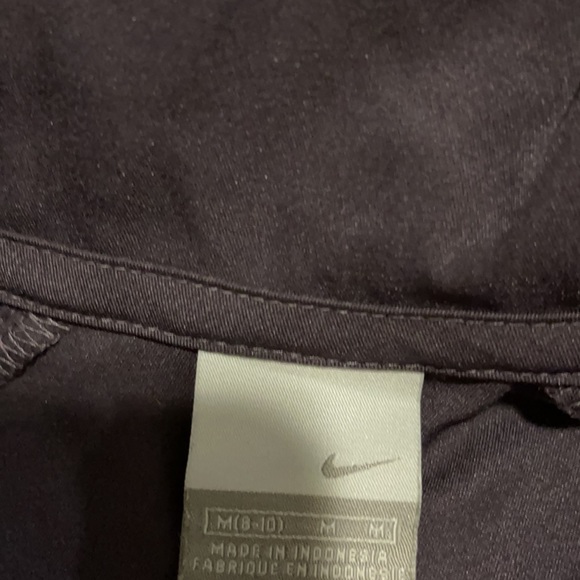 M(8-10) M M
MADE IN INDONESIA
FABRIQUE EN INDONESIE